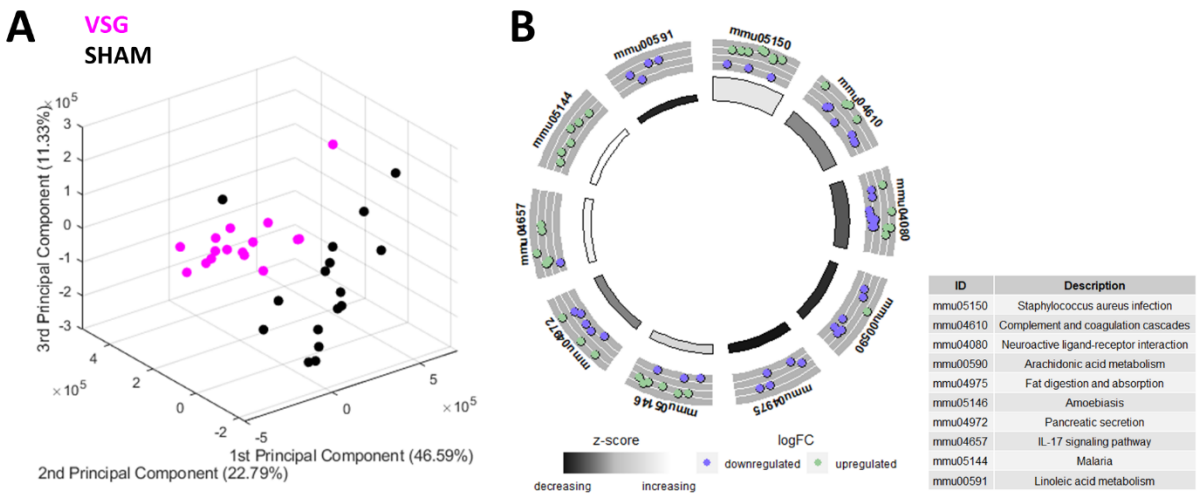 A
VSG
SHAM
3rd Principal Component (11.33%)
× 10^5
3
2
1
0
-1
-2
-3
4
2
0
-2
× 10^5
-5
0
5
× 10^5
1st Principal Component (46.59%)
2nd Principal Component (22.79%)
B
mmu05150
mmu04610
mmu04080
mmu00590
mmu04975
mmu05146
mmu04972
mmu04657
mmu05144
mmu00591
z-score
decreasing
increasing
logFC
downregulated
upregulated
ID Description
mmu05150 Staphylococcus aureus infection
mmu04610 Complement and coagulation cascades
mmu04080 Neuroactive ligand-receptor interaction
mmu00590 Arachidonic acid metabolism
mmu04975 Fat digestion and absorption
mmu05146 Amoebiasis
mmu04972 Pancreatic secretion
mmu04657 IL-17 signaling pathway
mmu05144 Malaria
mmu00591 Linoleic acid metabolism